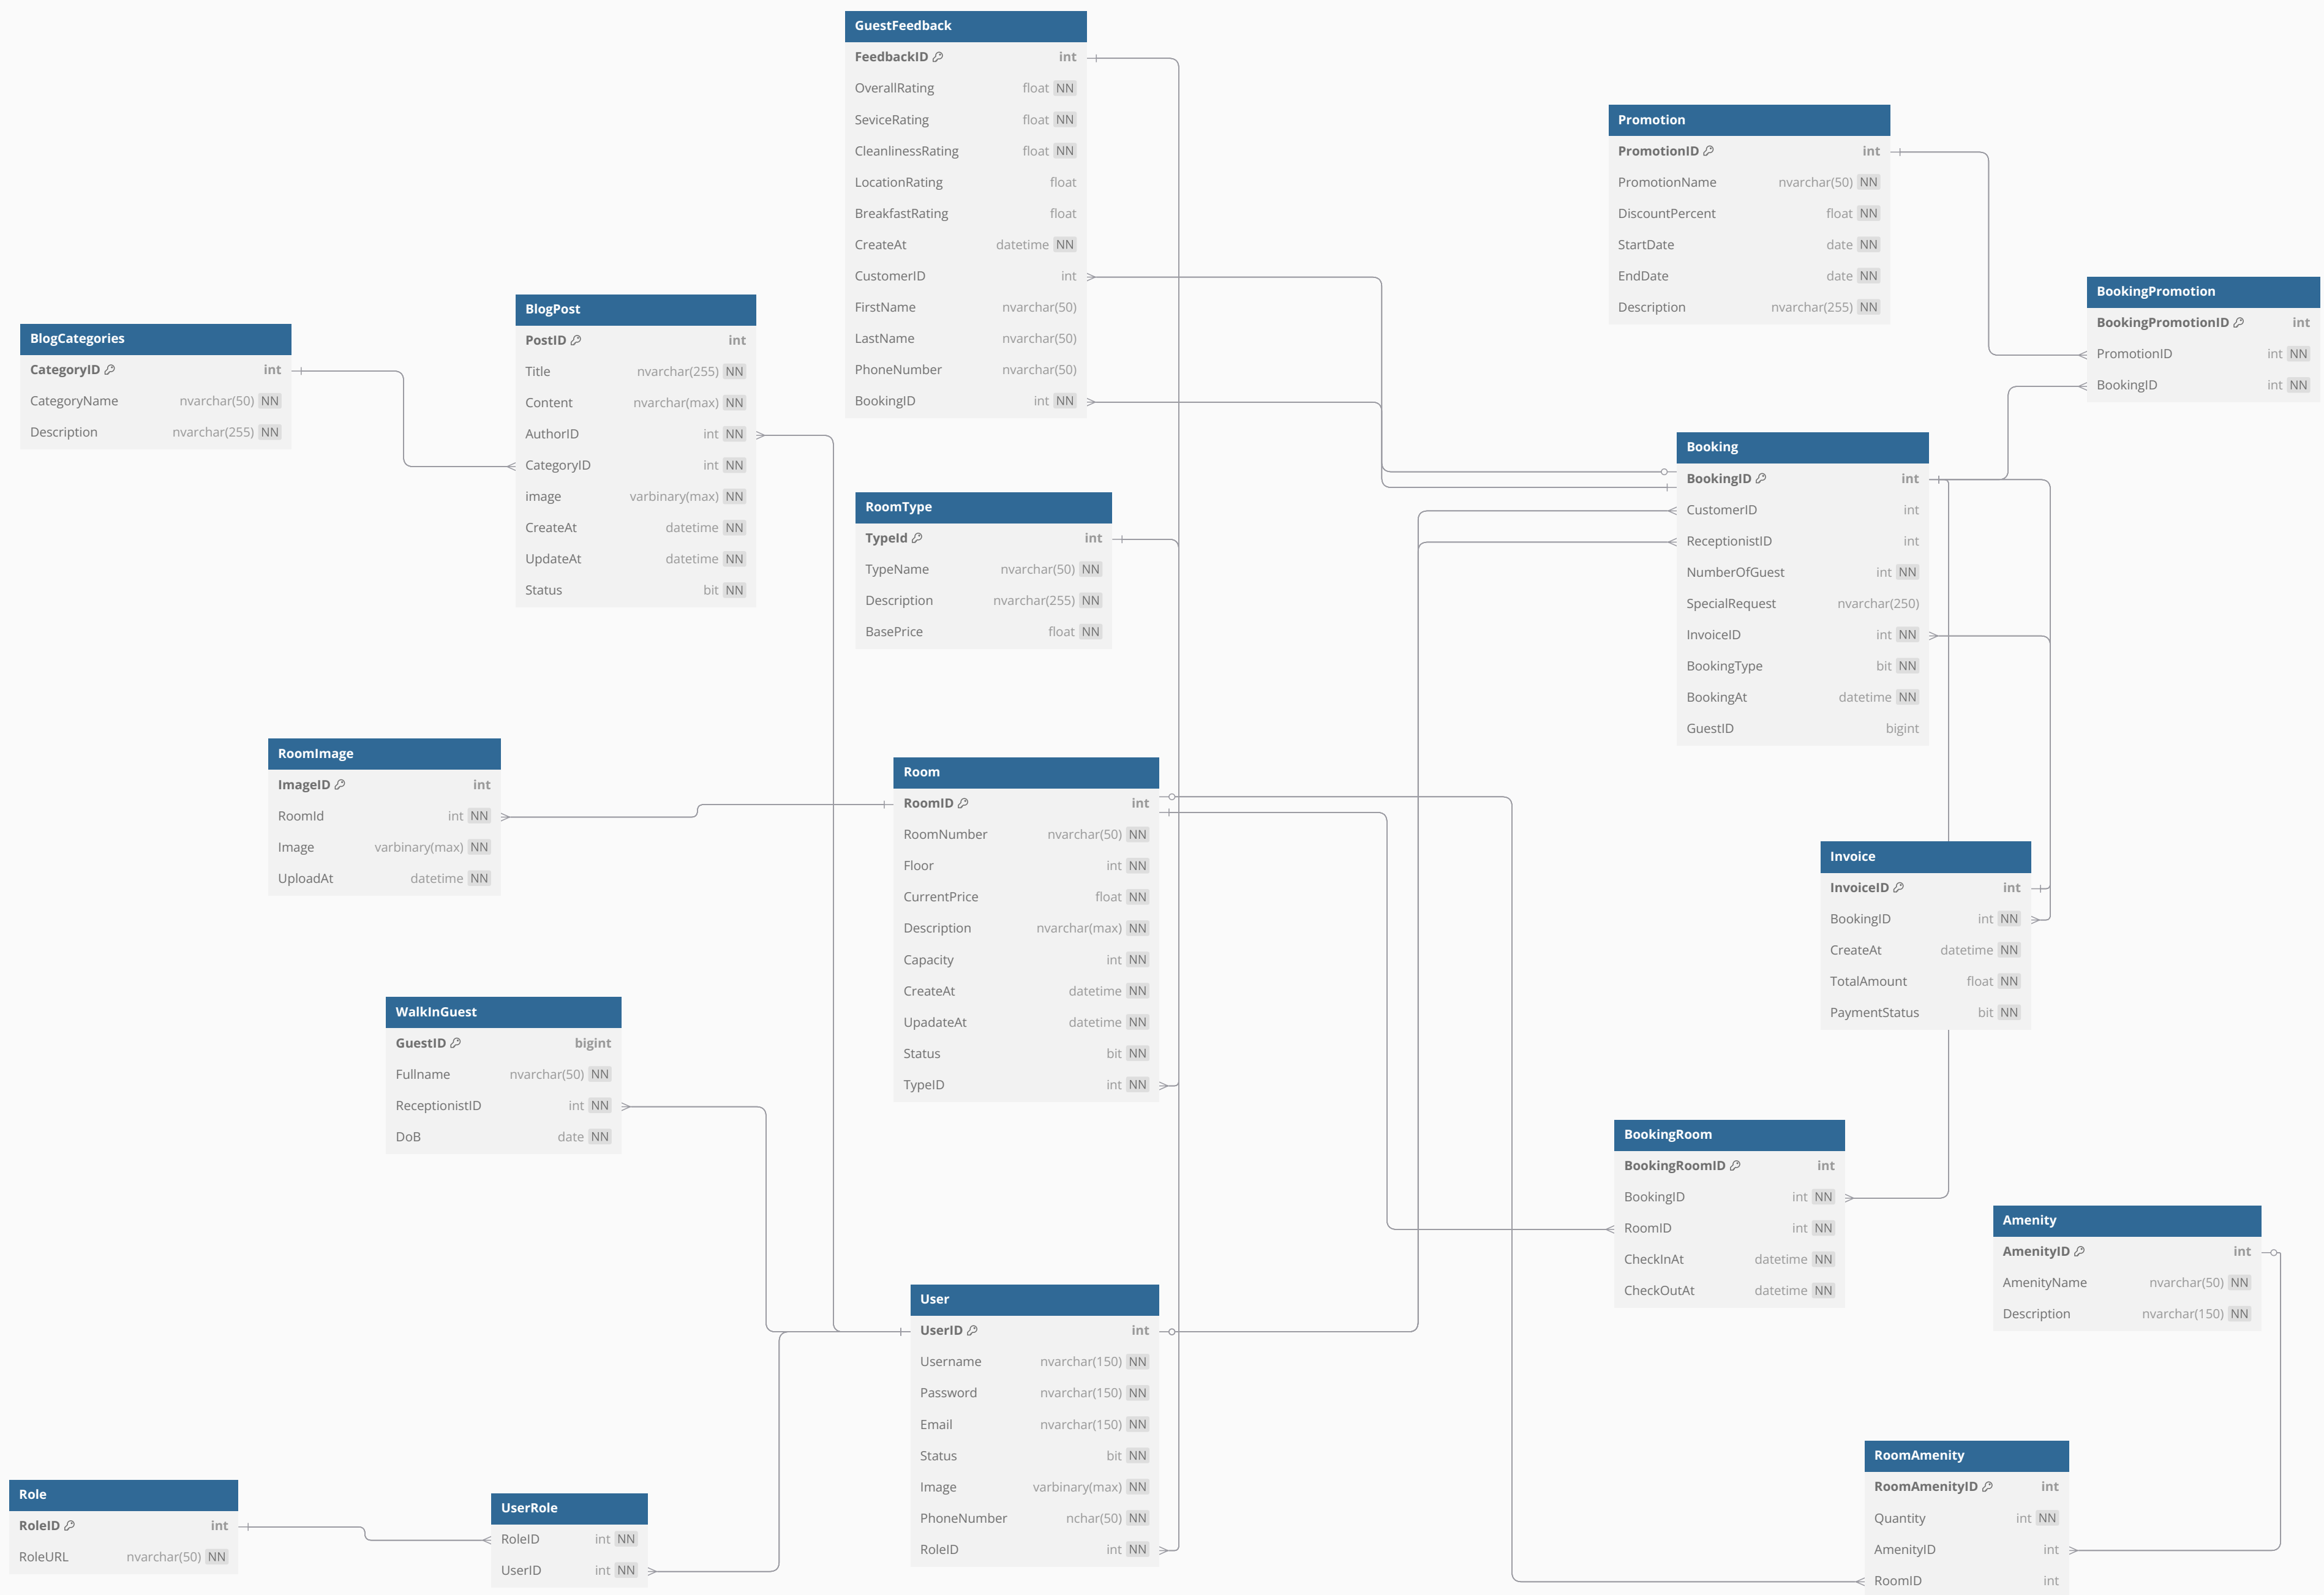 GuestFeedback
FeedbackID int
OverallRating float NN
SeviceRating float NN
CleanlinessRating float NN
LocationRating float
BreakfastRating float
CreateAt datetime NN
CustomerID int
FirstName nvarchar(50)
LastName nvarchar(50)
PhoneNumber nvarchar(50)
BookingID int NN
Promotion
PromotionID int
PromotionName nvarchar(50) NN
DiscountPercent float NN
StartDate date NN
EndDate date NN
Description nvarchar(255) NN
BookingPromotion
BookingPromotionID int
PromotionID int NN
BookingID int NN
BlogCategories
CategoryID int
CategoryName nvarchar(50) NN
Description nvarchar(255) NN
BlogPost
PostID int
Title nvarchar(255) NN
Content nvarchar(max) NN
AuthorID int NN
CategoryID int NN
image varbinary(max) NN
CreateAt datetime NN
UpdateAt datetime NN
Status bit NN
RoomType
TypeId int
TypeName nvarchar(50) NN
Description nvarchar(255) NN
BasePrice float NN
Booking
BookingID int
CustomerID int
ReceptionistID int
NumberOfGuest int NN
SpecialRequest nvarchar(250)
InvoiceID int NN
BookingType bit NN
BookingAt datetime NN
GuestID bigint
RoomImage
ImageID int
RoomId int NN
Image varbinary(max) NN
UploadAt datetime NN
Room
RoomID int
RoomNumber nvarchar(50) NN
Floor int NN
CurrentPrice float NN
Description nvarchar(max) NN
Capacity int NN
CreateAt datetime NN
UpadateAt datetime NN
Status bit NN
TypeID int NN
Invoice
InvoiceID int
BookingID int NN
CreateAt datetime NN
TotalAmount float NN
PaymentStatus bit NN
WalkInGuest
GuestID bigint
Fullname nvarchar(50) NN
ReceptionistID int NN
DoB date NN
BookingRoom
BookingRoomID int
BookingID int NN
RoomID int NN
CheckInAt datetime NN
CheckOutAt datetime NN
Amenity
AmenityID int
AmenityName nvarchar(50) NN
Description nvarchar(150) NN
User
UserID int
Username nvarchar(150) NN
Password nvarchar(150) NN
Email nvarchar(150) NN
Status bit NN
Image varbinary(max) NN
PhoneNumber nchar(50) NN
RoleID int NN
Role
RoleID int
RoleURL nvarchar(50) NN
UserRole
RoleID int NN
UserID int NN
RoomAmenity
RoomAmenityID int
Quantity int NN
AmenityID int
RoomID int